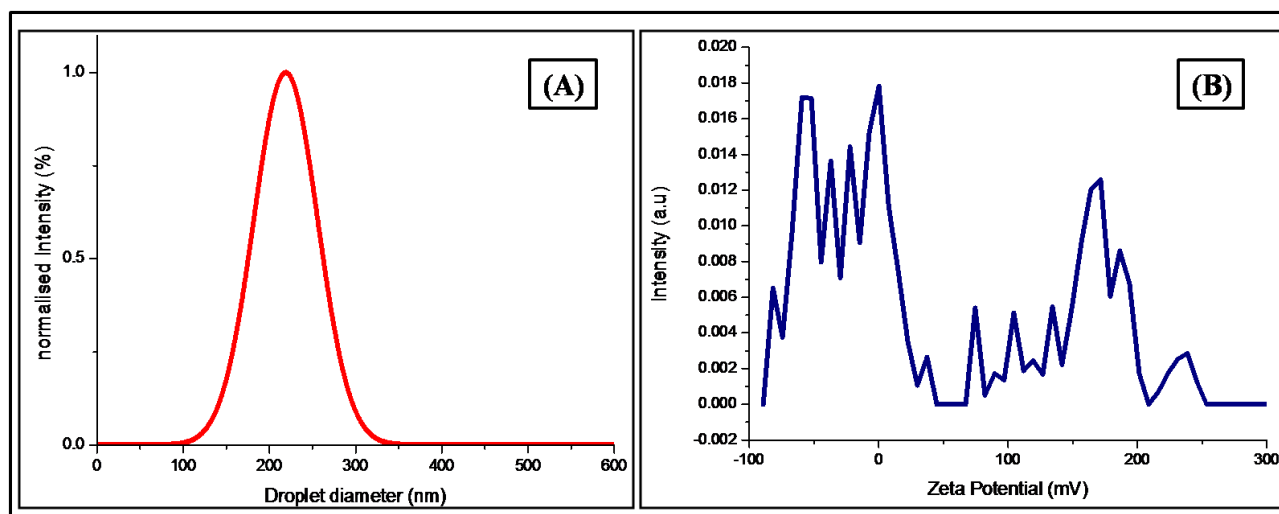 (A)
normalised Intensity (%)
1.0
0.5
0.0
0 100 200 300 400 500 600
Droplet diameter (nm)
(B)
Intensity (a.u)
0.020
0.018
0.016
0.014
0.012
0.010
0.008
0.006
0.004
0.002
0.000
-0.002
-100 0 100 200 300
Zeta Potential (mV)